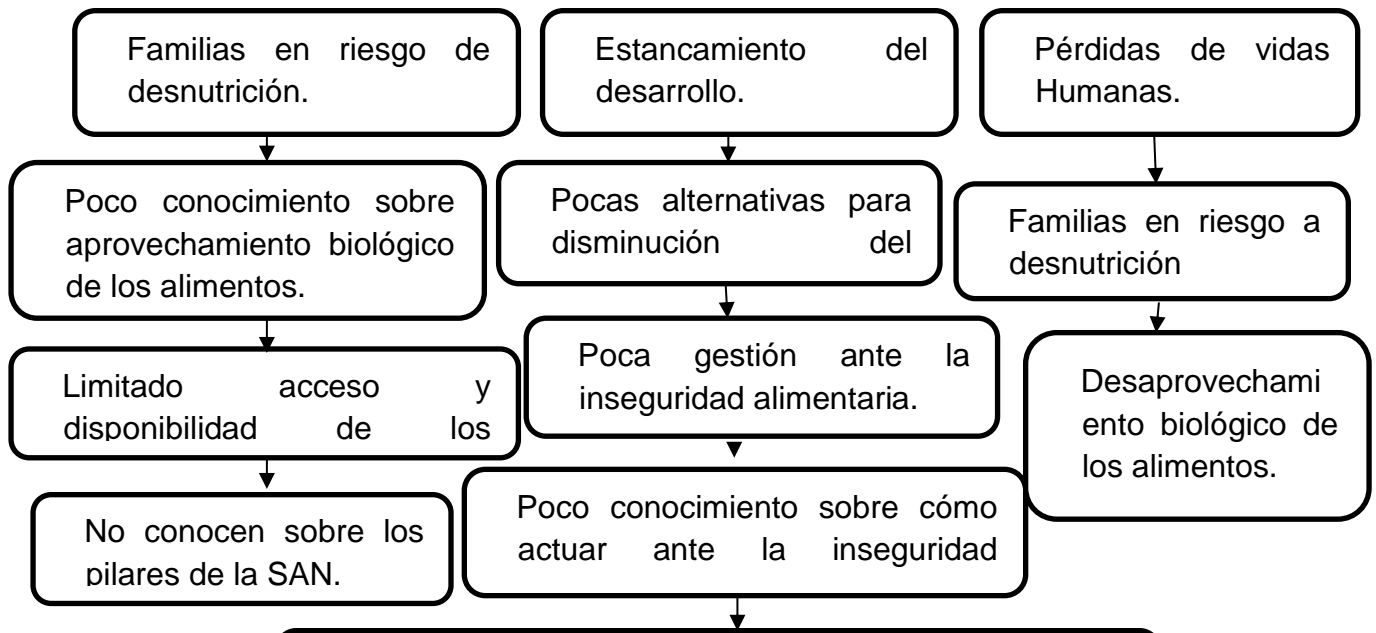 Familias en riesgo de
desnutrición.
Estancamiento del
desarrollo.
Pérdidas de vidas
Humanas.
Poco conocimiento sobre
aprovechamiento biológico
de los alimentos.
Pocas alternativas para
disminución del
Familias en riesgo a
desnutrición
Limitado acceso y
disponibilidad de los
Poca gestión ante la
inseguridad alimentaria.
Desaprovechami
ento biológico de
los alimentos.
No conocen sobre los
pilares de la SAN.
Poco conocimiento sobre cómo
actuar ante la inseguridad